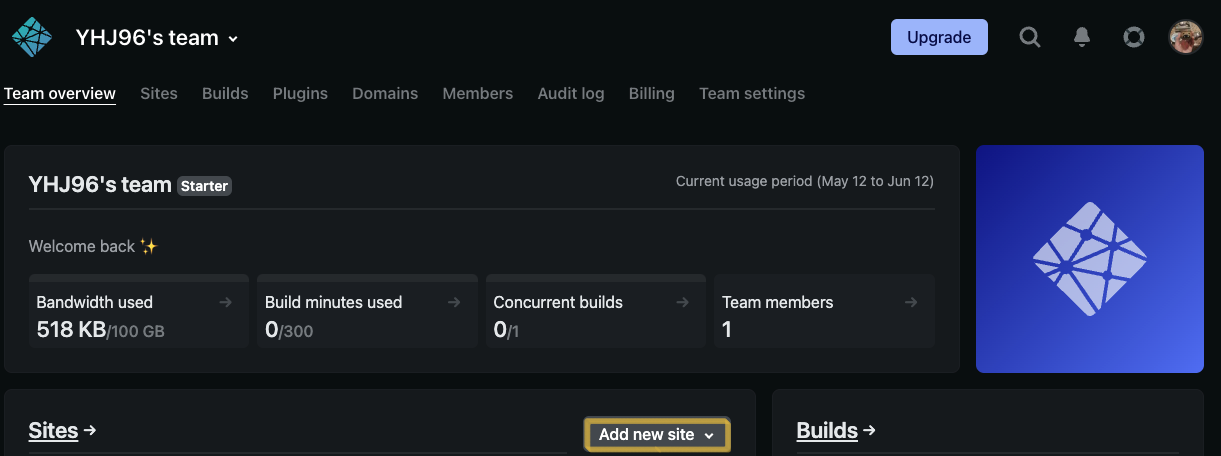 YHJ96's team
Upgrade
Team overview Sites Builds Plugins Domains Members Audit log Billing Team settings
YHJ96's team Starter
Current usage period (May 12 to Jun 12)
Welcome back ✨
Bandwidth used →
518 KB/100 GB
Build minutes used →
0/300
Concurrent builds →
0/1
Team members →
1
Sites →
Add new site
Builds →